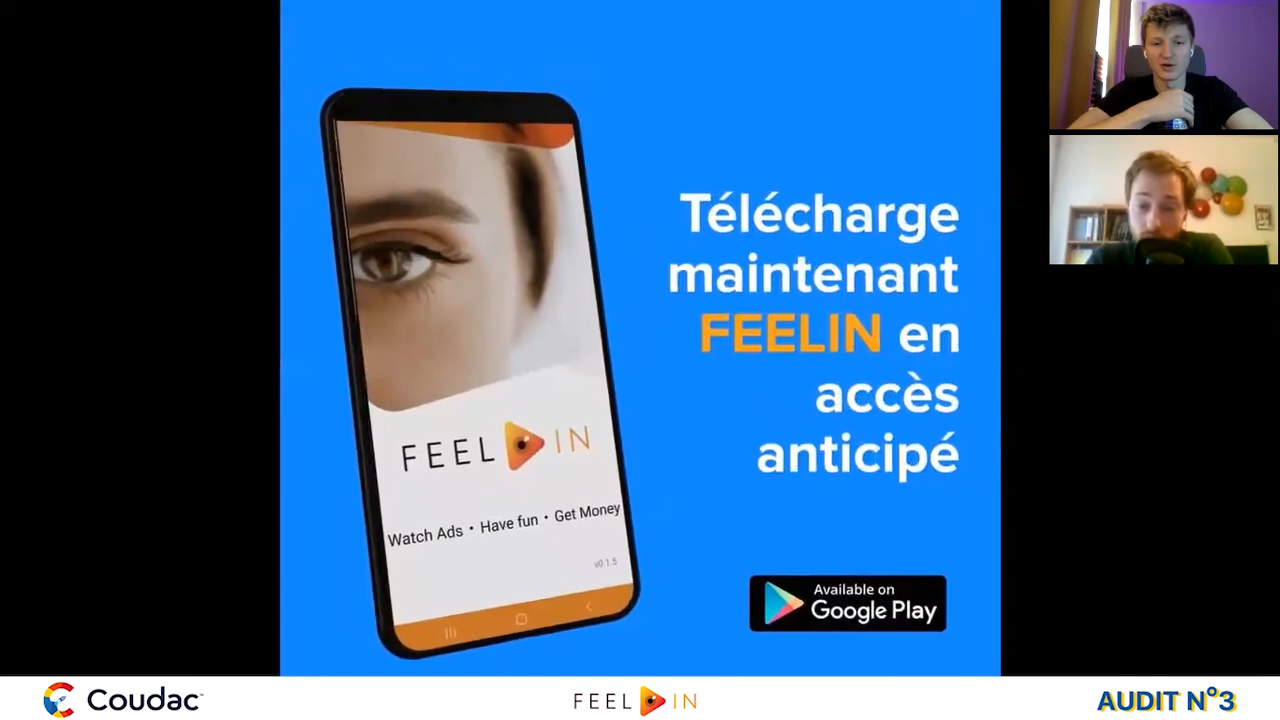 Télécharge
maintenant
FEELIN en
accès
anticipé
FEEL IN
Watch Ads • Have fun • Get Money
v0.1.5
Available on
Google Play
Coudac
FEEL IN
AUDIT N°3